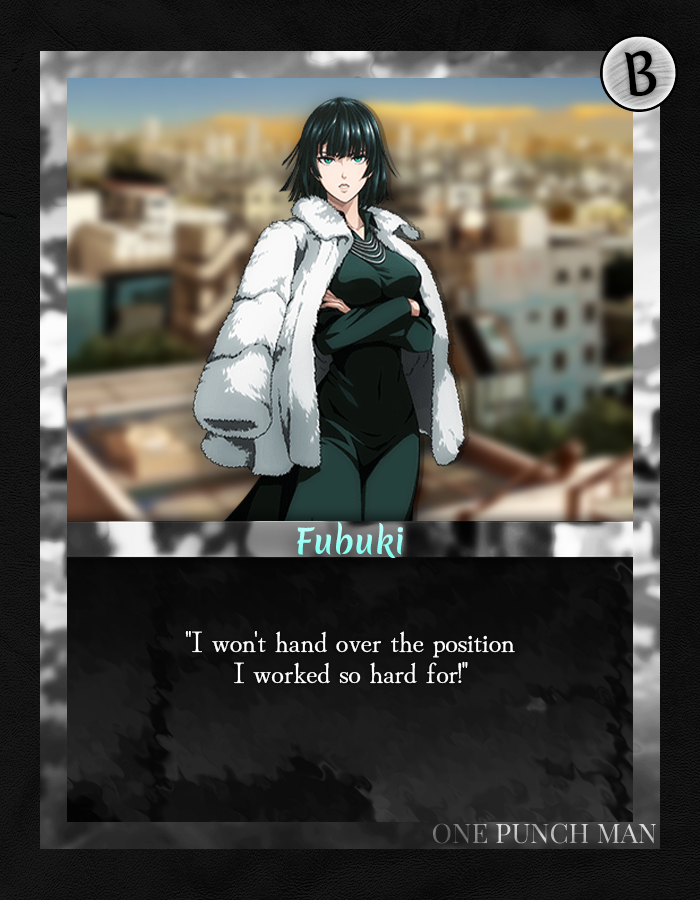 B
Fubuki
"I won't hand over the position
I worked so hard for!"
ONE PUNCH MAN